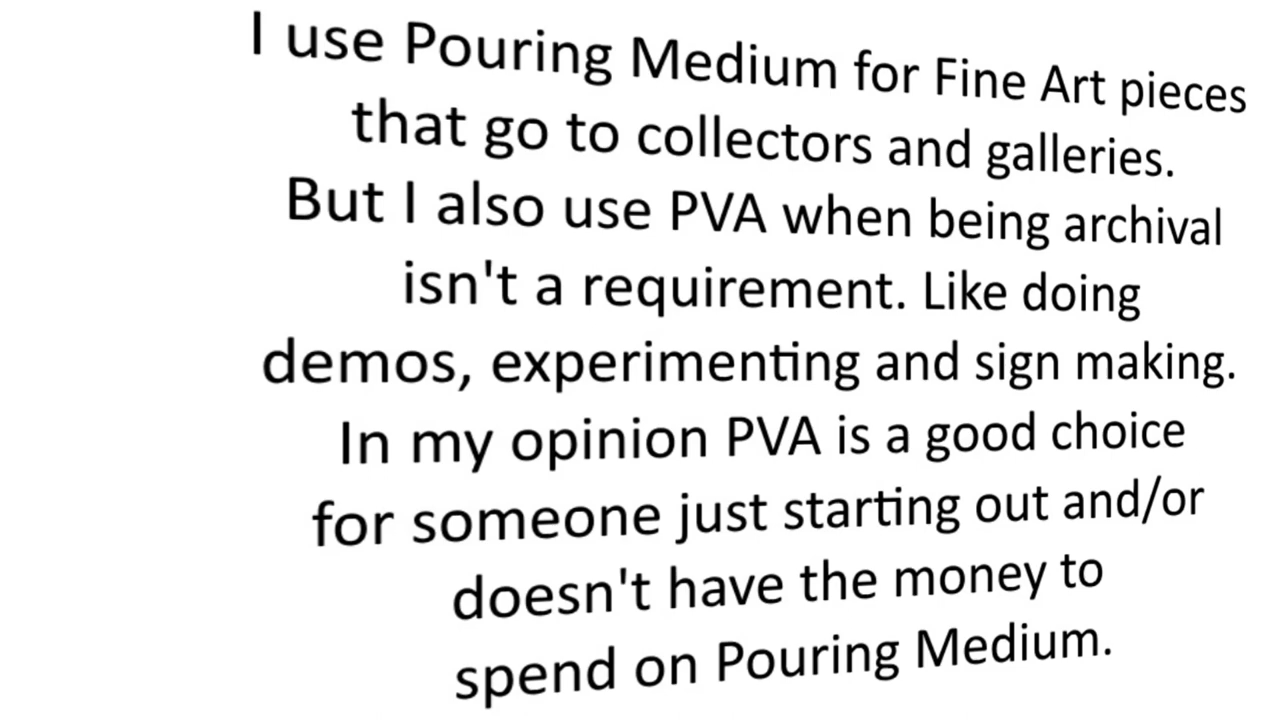 I use Pouring Medium for Fine Art pieces
that go to collectors and galleries.
But I also use PVA when being archival
isn't a requirement. Like doing
demos, experimenting and sign making.
In my opinion PVA is a good choice
for someone just starting out and/or
doesn't have the money to
spend on Pouring Medium.